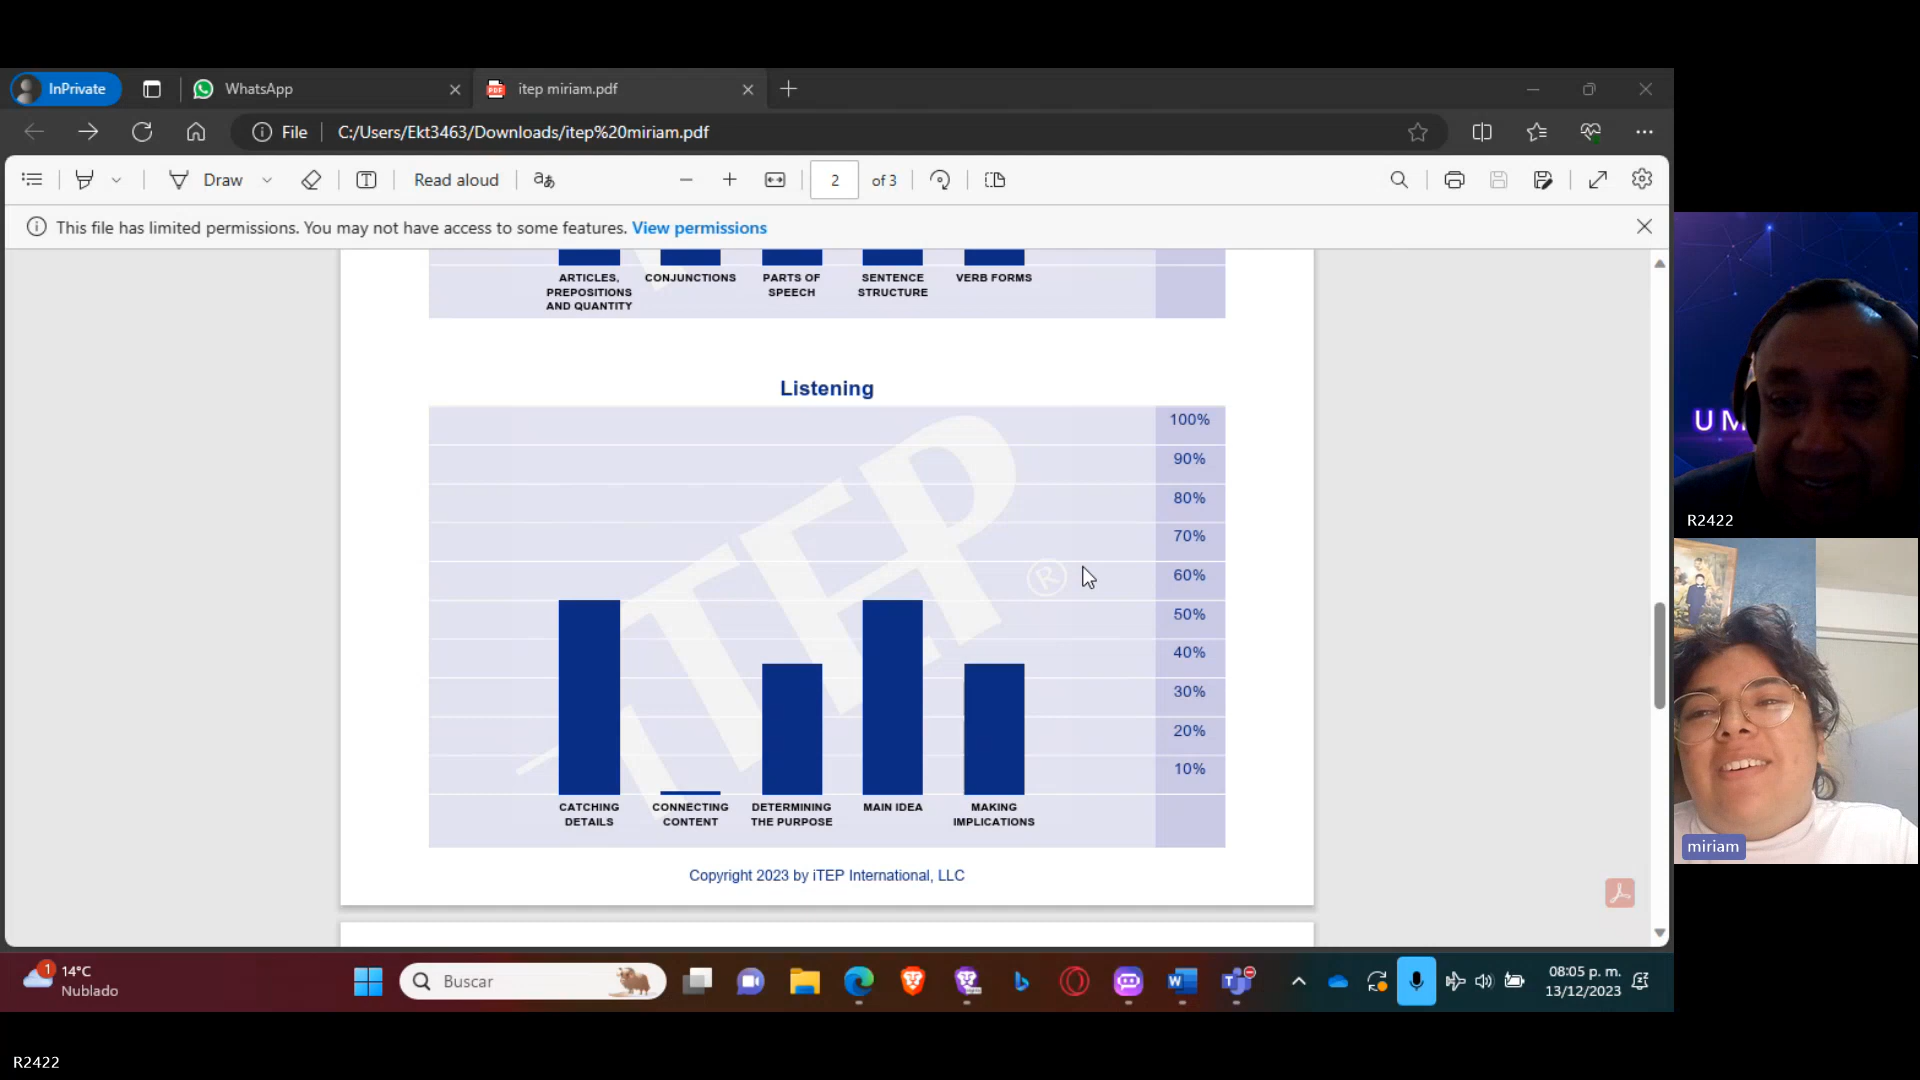 InPrivate
WhatsApp
itep miriam.pdf
File
C:/Users/Ekt3463/Downloads/itep%20miriam.pdf
Draw
Read aloud
2
of 3
This file has limited permissions. You may not have access to some features. View permissions
ARTICLES, PREPOSITIONS AND QUANTITY
CONJUNCTIONS
PARTS OF SPEECH
SENTENCE STRUCTURE
VERB FORMS
Listening
iTEP ®
100%
90%
80%
70%
60%
50%
40%
30%
20%
10%
CATCHING DETAILS
CONNECTING CONTENT
DETERMINING THE PURPOSE
MAIN IDEA
MAKING IMPLICATIONS
Copyright 2023 by iTEP International, LLC
UM
R2422
miriam
1
14°C
Nublado
Buscar
08:05 p. m.
13/12/2023
R2422